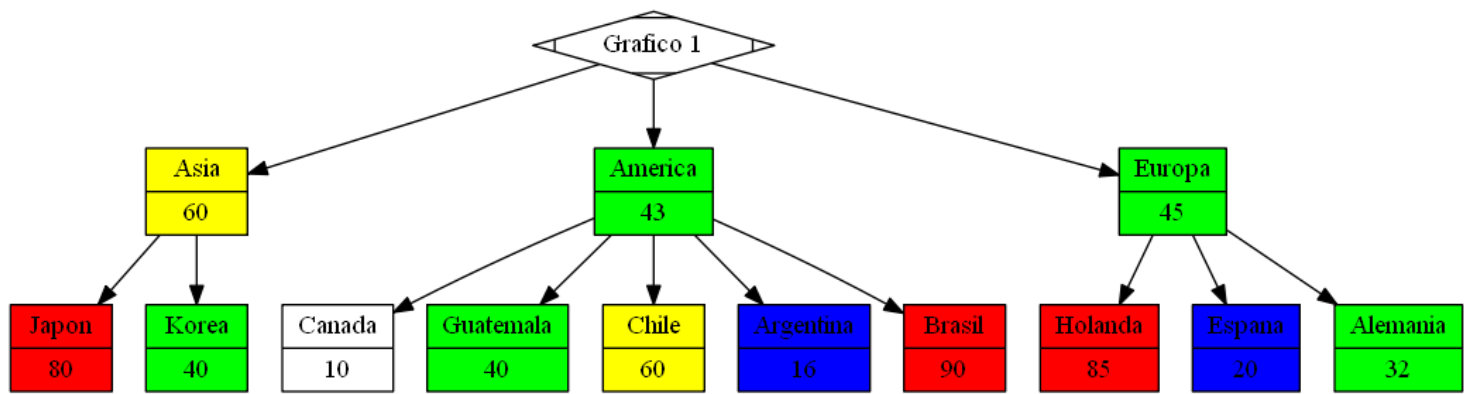 Grafico 1
Asia
60
America
43
Europa
45
Japon
80
Korea
40
Canada
10
Guatemala
40
Chile
60
Argentina
16
Brasil
90
Holanda
85
Espana
20
Alemania
32